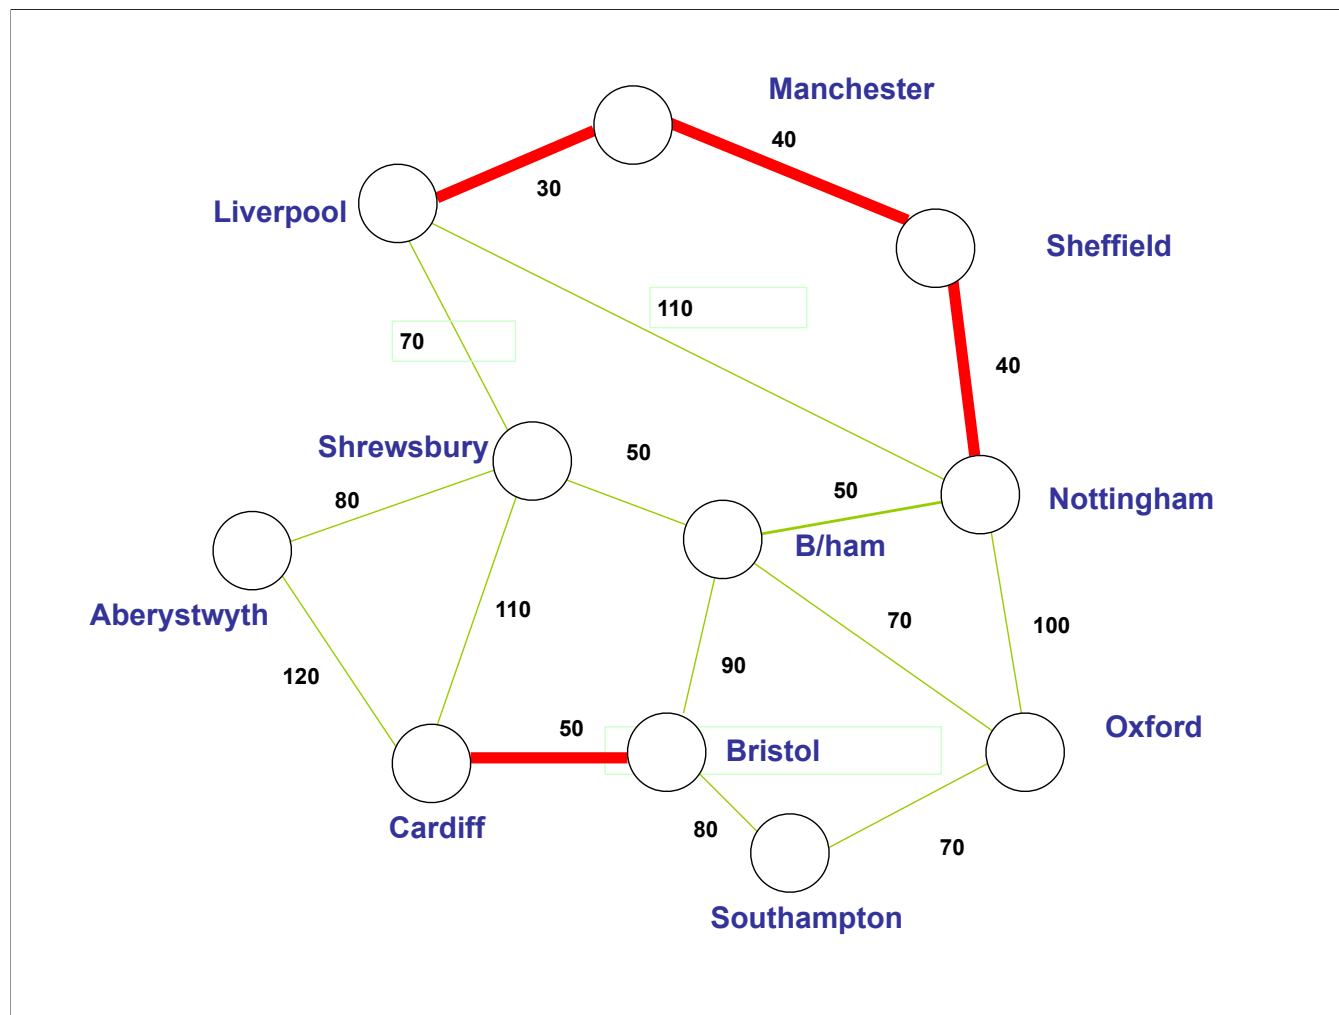 Manchester
40
30
Liverpool
Sheffield
110
70
40
Shrewsbury
50
80
50
Nottingham
B/ham
Aberystwyth
110
70
100
120
90
50
Bristol
Oxford
Cardiff
80
70
Southampton